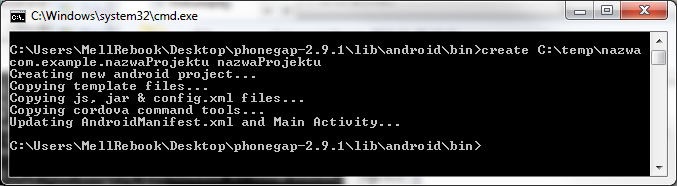 C:\Windows\system32\cmd.exe
C:\Users\MellRebook\Desktop\phonegap-2.9.1\lib\android\bin>create C:\temp\nazwa
com.example.nazwaProjektu nazwaProjektu
Creating new android project...
Copying template files...
Copying js, jar & config.xml files...
Copying cordova command tools...
Updating AndroidManifest.xml and Main Activity...
C:\Users\MellRebook\Desktop\phonegap-2.9.1\lib\android\bin>